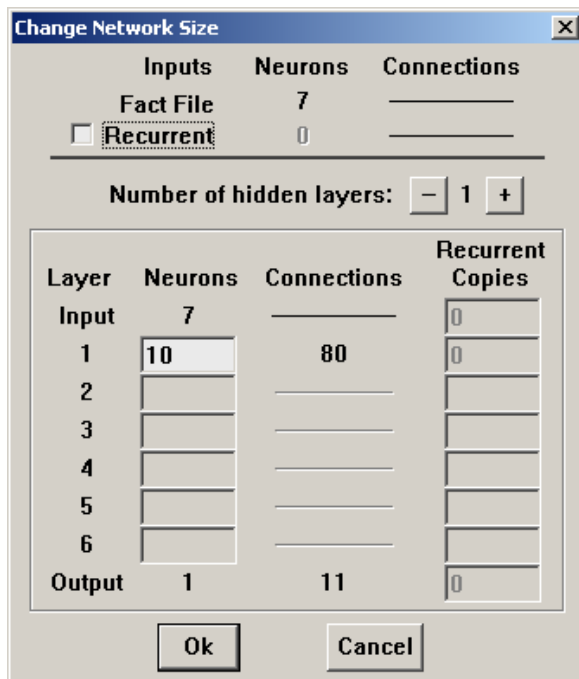 Change Network Size
Inputs Neurons Connections
Fact File 7
Recurrent 0
Number of hidden layers: − 1 +
Recurrent
Layer Neurons Connections Copies
Input 7 0
1 10 80 0
2
3
4
5
6
Output 1 11 0
Ok Cancel